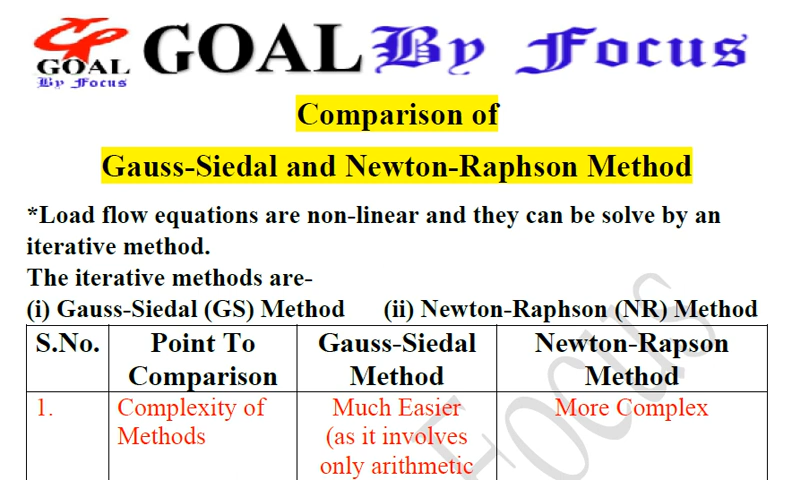 GOAL By Focus
GOAL
By Focus
Comparison of
Gauss-Siedal and Newton-Raphson Method
*Load flow equations are non-linear and they can be solve by an
iterative method.
The iterative methods are-
(i) Gauss-Siedal (GS) Method (ii) Newton-Raphson (NR) Method
S.No. Point To Gauss-Siedal Newton-Rapson
Comparison Method Method
1. Complexity of Much Easier More Complex
Methods (as it involves
only arithmetic
Focus